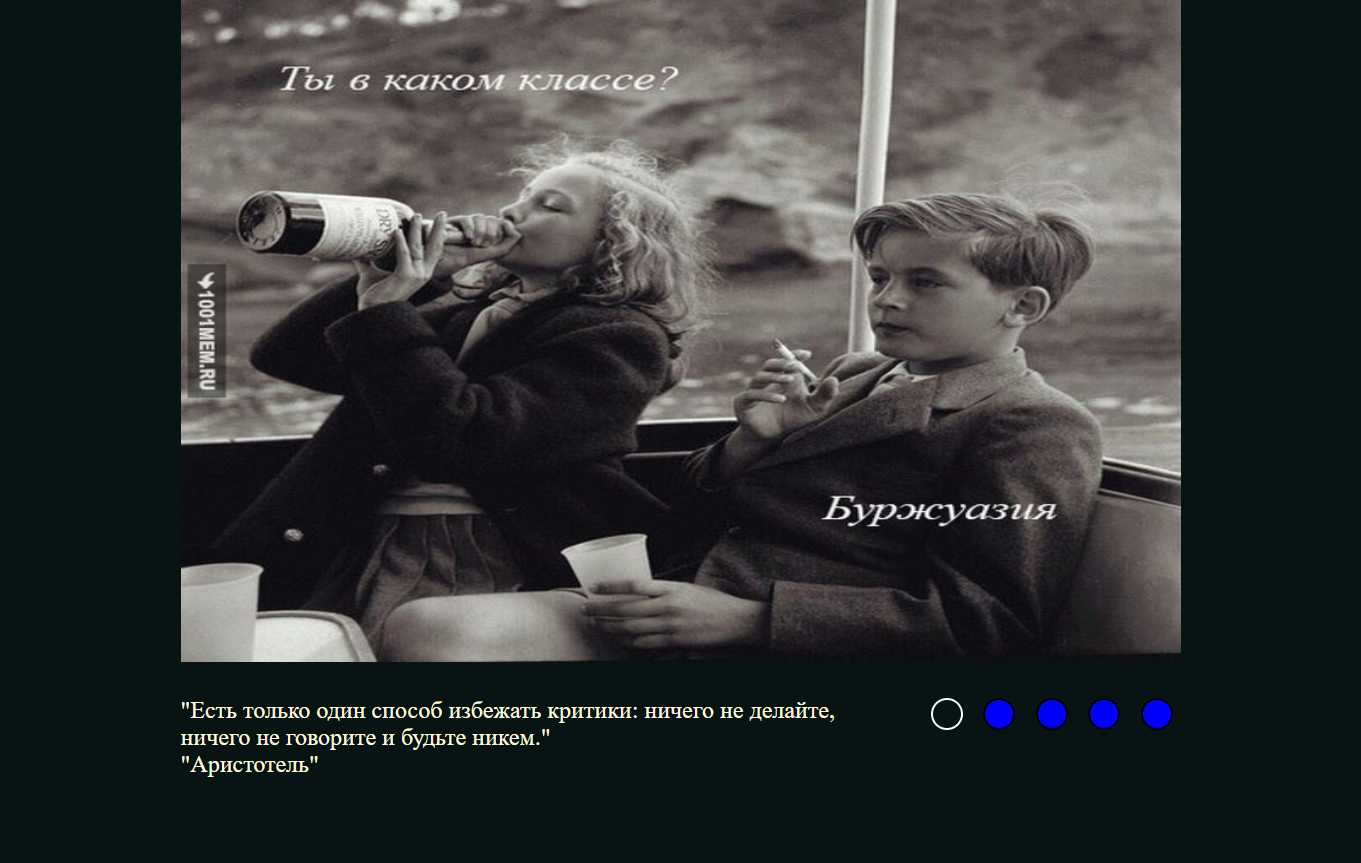 Ты в каком классе?
1001MEM.RU
Буржуазия
"Есть только один способ избежать критики: ничего не делайте,
ничего не говорите и будьте никем."
"Аристотель"